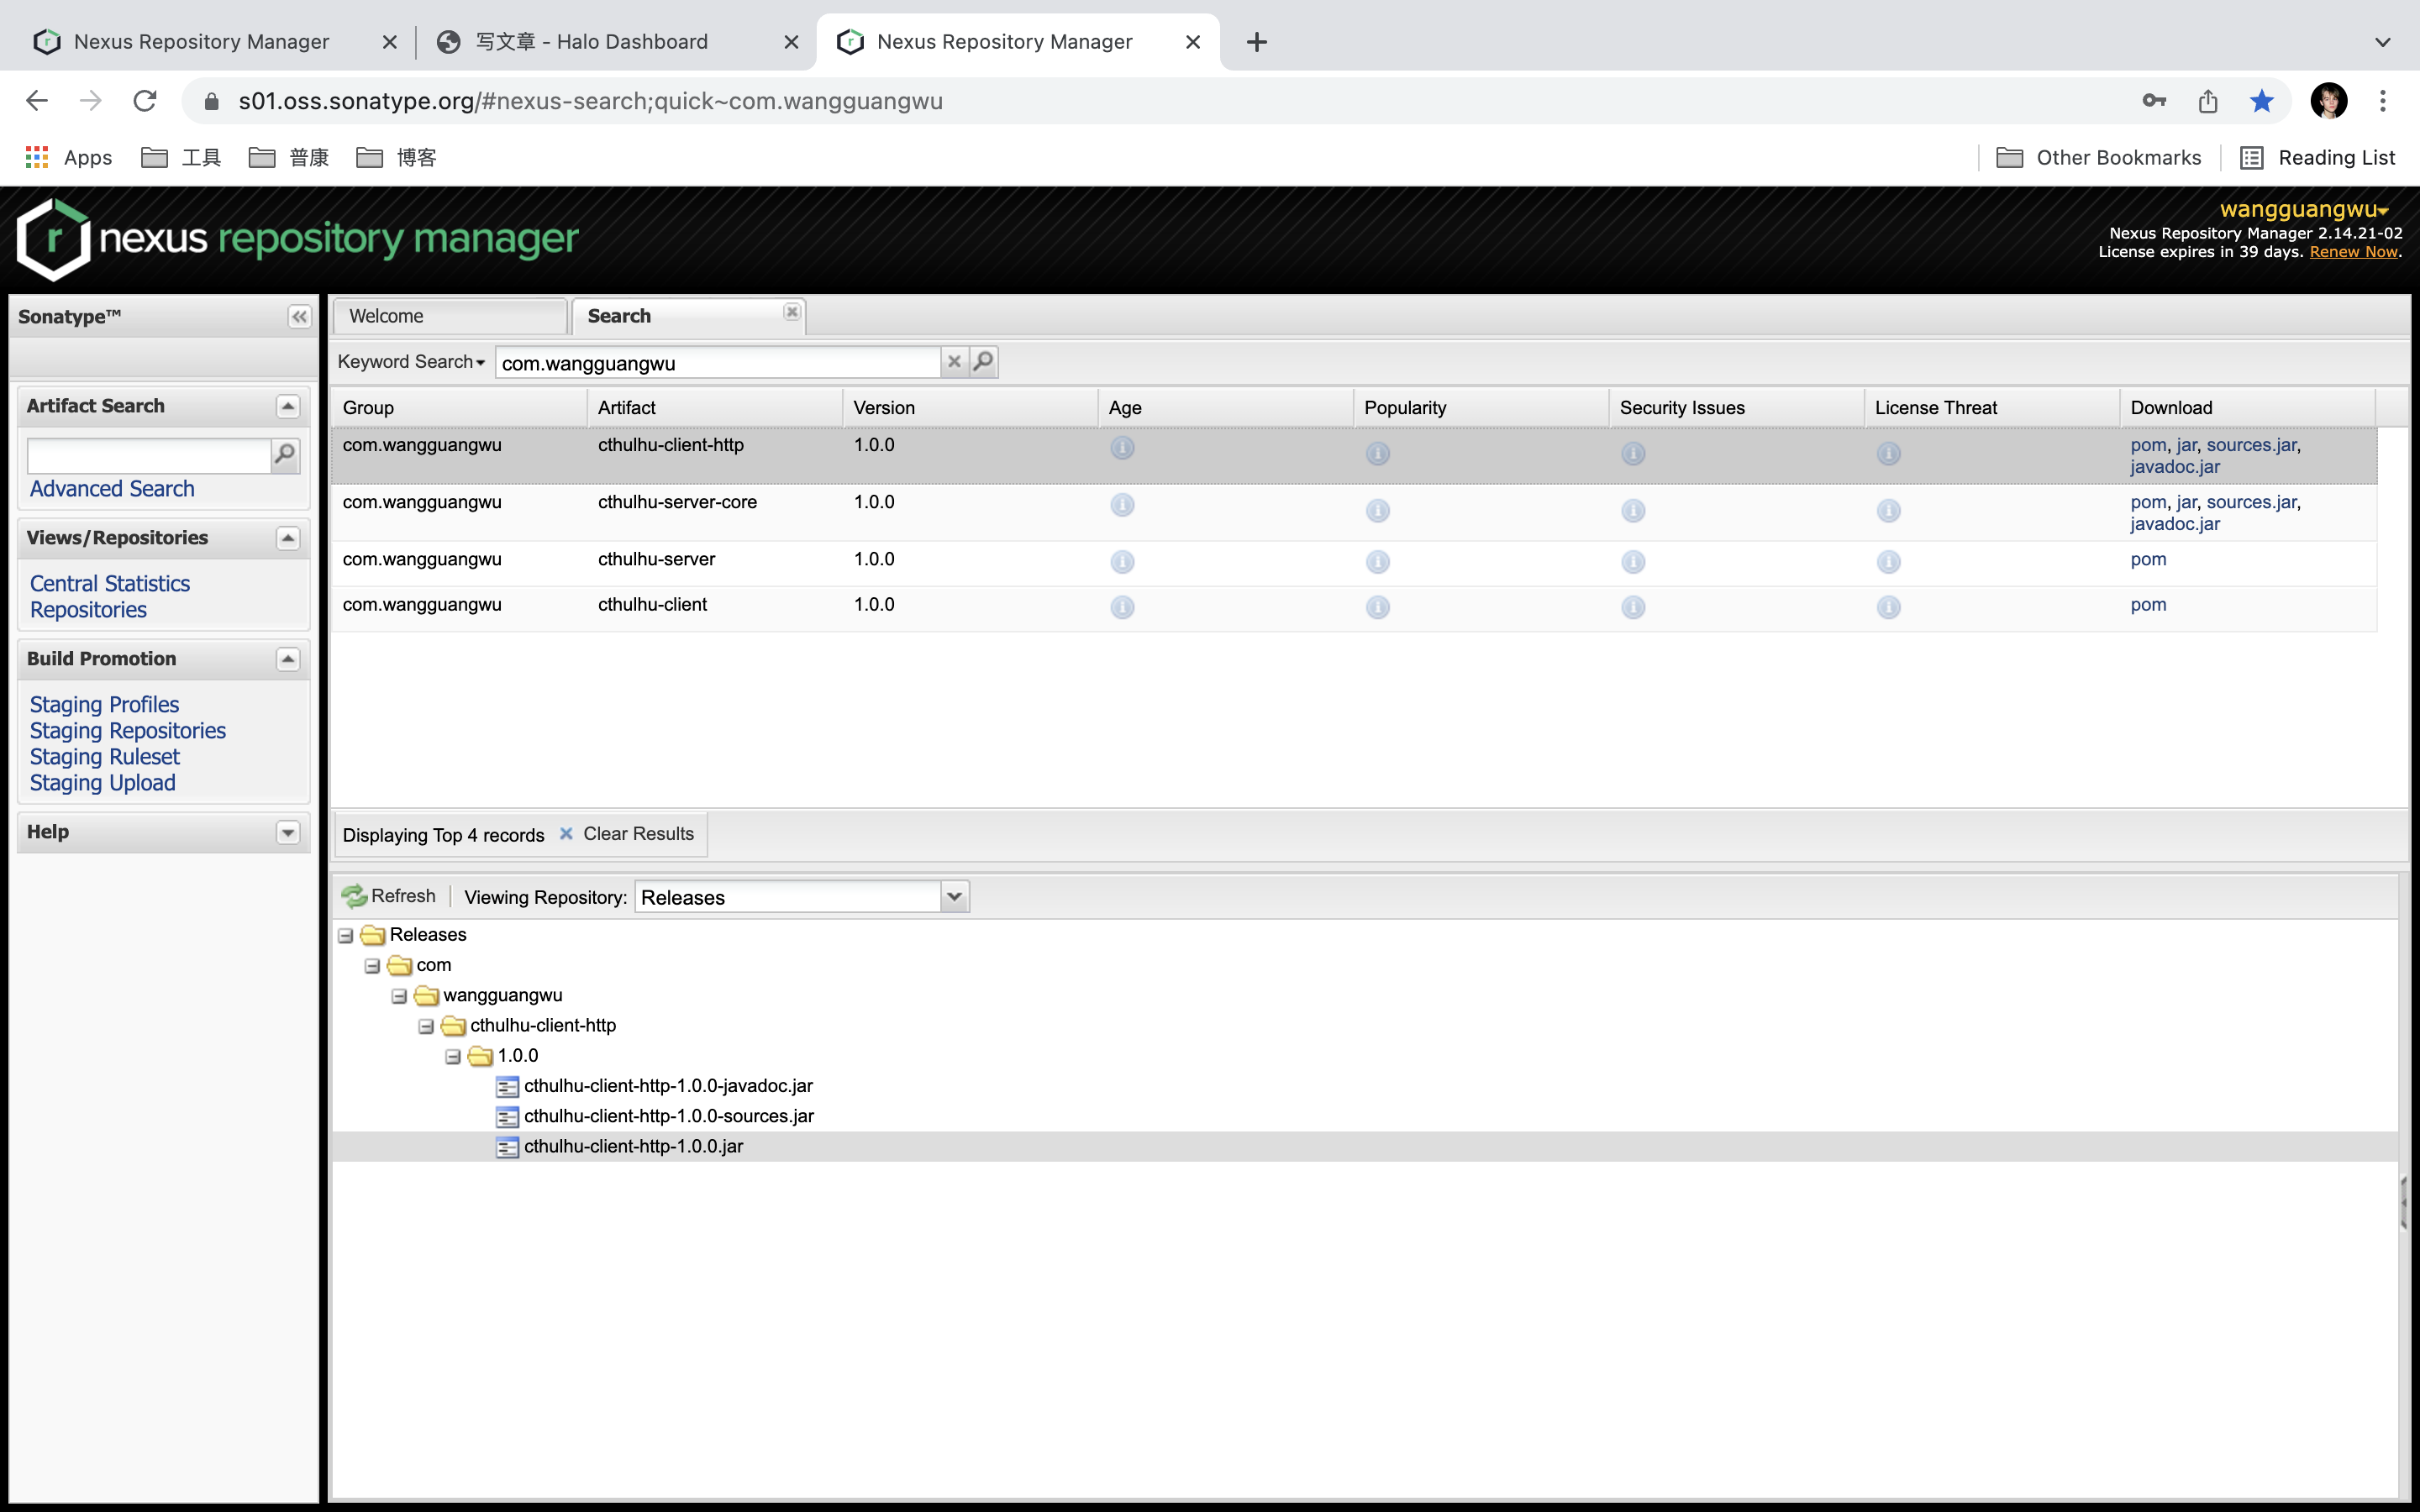 Nexus Repository Manager
写文章 - Halo Dashboard
Nexus Repository Manager
s01.oss.sonatype.org/#nexus-search;quick~com.wangguangwu
Apps 工具 普康 博客 Other Bookmarks Reading List
nexus repository manager
wangguangwu
Nexus Repository Manager 2.14.21-02
License expires in 39 days. Renew Now.
Sonatype™
Artifact Search
Advanced Search
Views/Repositories
Central Statistics
Repositories
Build Promotion
Staging Profiles
Staging Repositories
Staging Ruleset
Staging Upload
Help
Welcome Search
Keyword Search com.wangguangwu
Group Artifact Version Age Popularity Security Issues License Threat Download
com.wangguangwu cthulhu-client-http 1.0.0 pom, jar, sources.jar,
javadoc.jar
com.wangguangwu cthulhu-server-core 1.0.0 pom, jar, sources.jar,
javadoc.jar
com.wangguangwu cthulhu-server 1.0.0 pom
com.wangguangwu cthulhu-client 1.0.0 pom
Displaying Top 4 records Clear Results
Refresh Viewing Repository: Releases
Releases
com
wangguangwu
cthulhu-client-http
1.0.0
cthulhu-client-http-1.0.0-javadoc.jar
cthulhu-client-http-1.0.0-sources.jar
cthulhu-client-http-1.0.0.jar